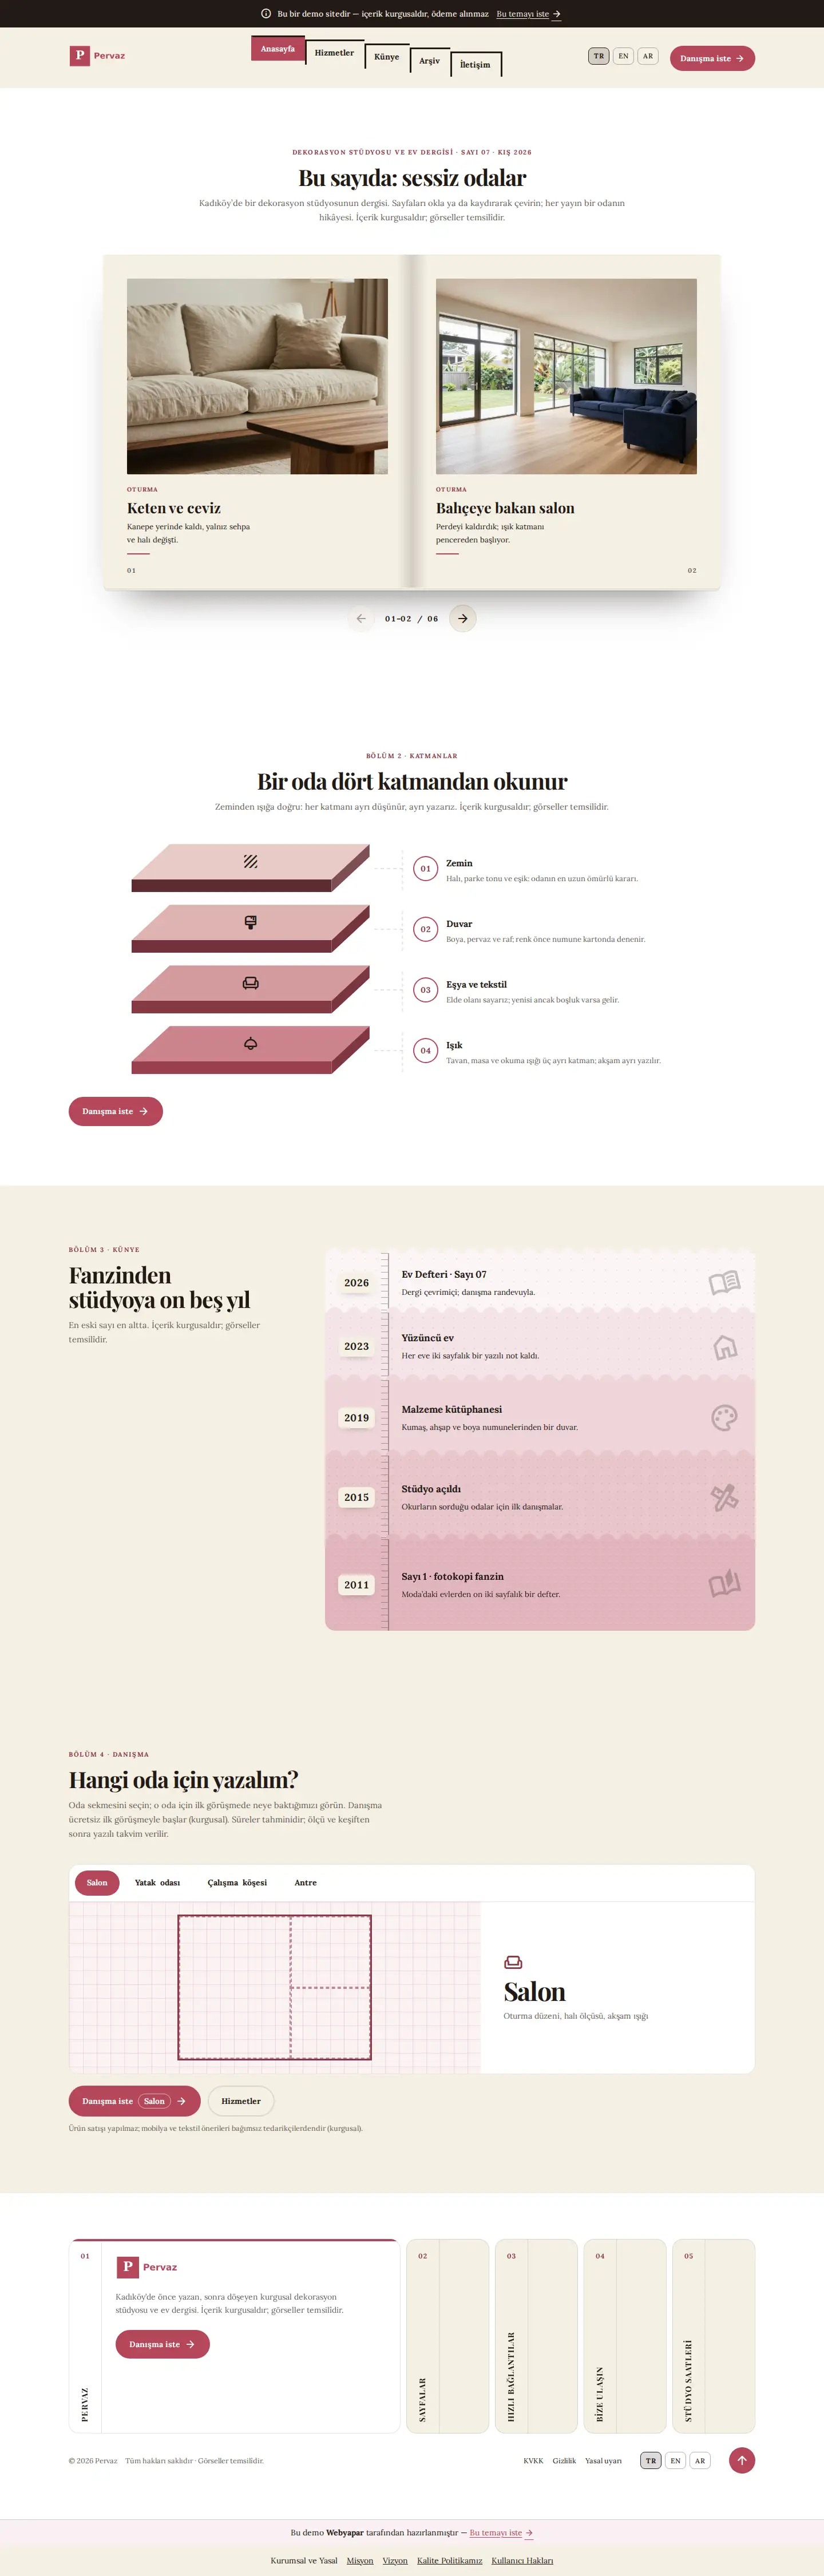 Bu bir demo sitedir — içerik kurgusaldır, ödeme alınmaz Bu temayı iste →
P Pervaz
Anasayfa
Hizmetler
Künye
Arşiv
İletişim
TR EN AR
Danışma iste →
DEKORASYON STÜDYOSU VE EV DERGİSİ · SAYI 07 · KIŞ 2026
Bu sayıda: sessiz odalar
Kadıköy'de bir dekorasyon stüdyosunun dergisi. Sayfaları okla ya da kaydırarak çevirin; her yayın bir odanın
hikâyesi. İçerik kurgusaldır; görseller temsilîdir.
OTURMA
Keten ve ceviz
Kanepe yerinde kaldı, yalnız sehpa
ve halı değişti.
01
OTURMA
Bahçeye bakan salon
Perdeyi kaldırdık; ışık katmanı
pencereden başlıyor.
02
01–02 / 06
BÖLÜM 2 · KATMANLAR
Bir oda dört katmandan okunur
Zeminden ışığa doğru: her katmanı ayrı düşünür, ayrı yazarız. İçerik kurgusaldır; görseller temsilîdir.
01 Zemin
Halı, parke tonu ve eşik: odanın en uzun ömürlü kararı.
02 Duvar
Boya, pervaz ve raf; renk önce numune kartonda denenir.
03 Eşya ve tekstil
Elde olanı sayarız; yenisi ancak boşluk varsa gelir.
04 Işık
Tavan, masa ve okuma ışığı üç ayrı katman; akşam ayrı yazılır.
Danışma iste →
BÖLÜM 3 · KÜNYE
Fanzinden
stüdyoya on beş yıl
En eski sayı en altta. İçerik kurgusaldır; görseller
temsilîdir.
2026 Ev Defteri · Sayı 07
Dergi çevrimiçi; danışma randevuyla.
2023 Yüzüncü ev
Her eve iki sayfalık bir yazılı not kaldı.
2019 Malzeme kütüphanesi
Kumaş, ahşap ve boya numunelerinden bir duvar.
2015 Stüdyo açıldı
Okurların sorduğu odalar için ilk danışmalar.
2011 Sayı 1 · fotokopi fanzin
Moda'daki evlerden on iki sayfalık bir defter.
BÖLÜM 4 · DANIŞMA
Hangi oda için yazalım?
Oda sekmesini seçin; o oda için ilk görüşmede neye baktığımızı görün. Danışma
ücretsiz ilk görüşmeyle başlar (kurgusal). Süreler tahminîdir; ölçü ve keşiften
sonra yazılı takvim verilir.
Salon Yatak odası Çalışma köşesi Antre
Salon
Oturma düzeni, halı ölçüsü, akşam ışığı
Danışma iste Salon →
Hizmetler
Ürün satışı yapılmaz; mobilya ve tekstil önerileri bağımsız tedarikçilerdendir (kurgusal).
01
PERVAZ
P Pervaz
Kadıköy'de önce yazan, sonra döşeyen kurgusal dekorasyon
stüdyosu ve ev dergisi. İçerik kurgusaldır; görseller temsilîdir.
Danışma iste →
02
SAYFALAR
03
HIZLI BAĞLANTILAR
04
BİZE ULAŞIN
05
STÜDYO SAATLERİ
© 2026 Pervaz Tüm hakları saklıdır · Görseller temsilîdir.
KVKK Gizlilik Yasal uyarı
TR EN AR
Bu demo Webyapar tarafından hazırlanmıştır — Bu temayı iste →
Kurumsal ve Yasal Misyon Vizyon Kalite Politikamız Kullanıcı Hakları